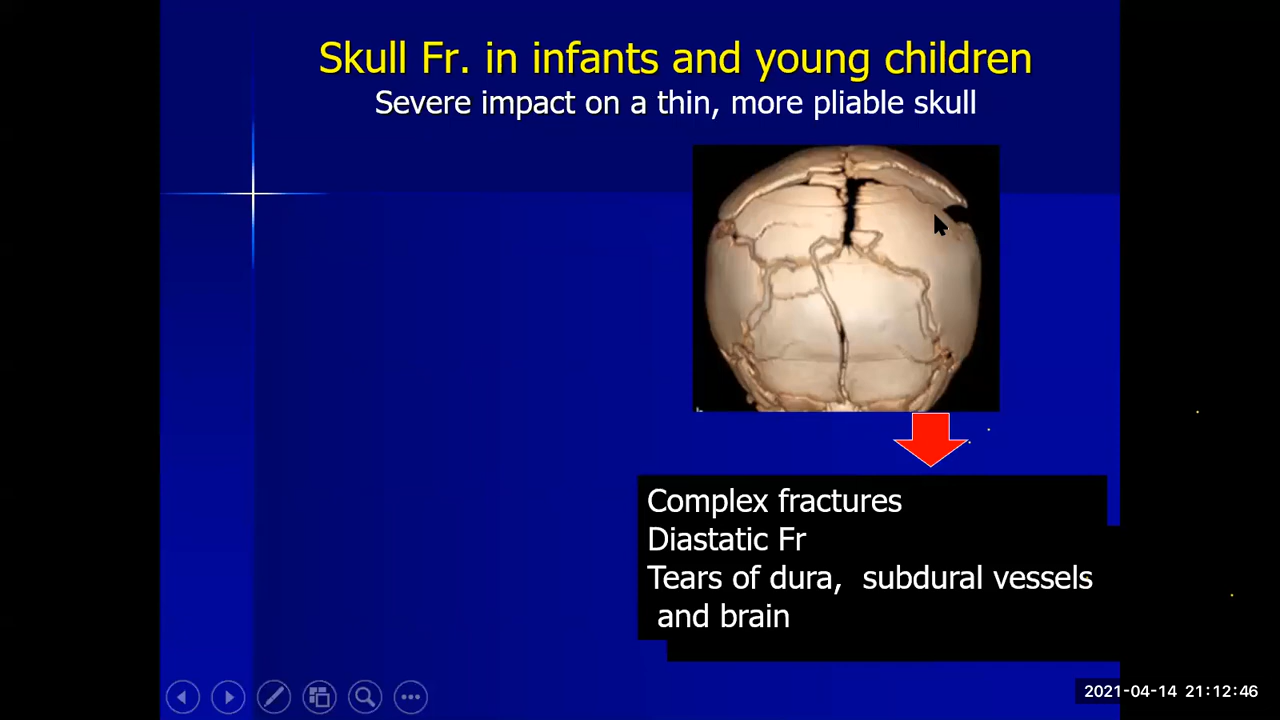 Skull Fr. in infants and young children
Severe impact on a thin, more pliable skull
Complex fractures
Diastatic Fr
Tears of dura,  subdural vessels
and brain
2021-04-14 21:12:46